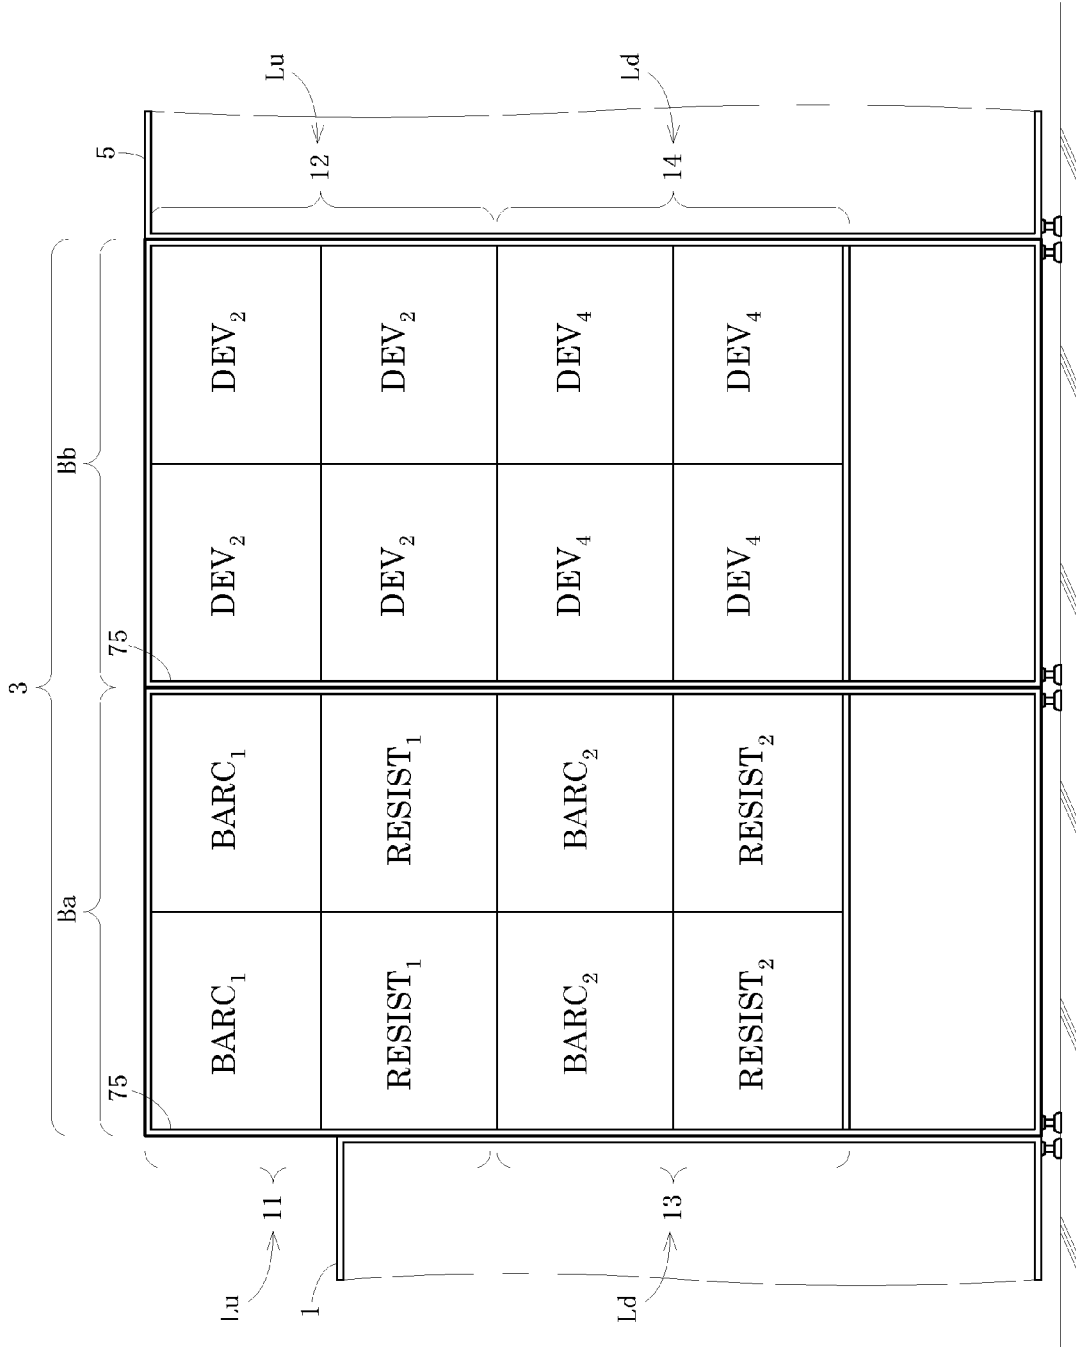 3
Ba Bb
75 75 5
Lu BARC₁ BARC₁ DEV₂ DEV₂ Lu
11 12
1
RESIST₁ RESIST₁ DEV₂ DEV₂
BARC₂ BARC₂ DEV₄ DEV₄
Ld Ld
13 14
RESIST₂ RESIST₂ DEV₄ DEV₄